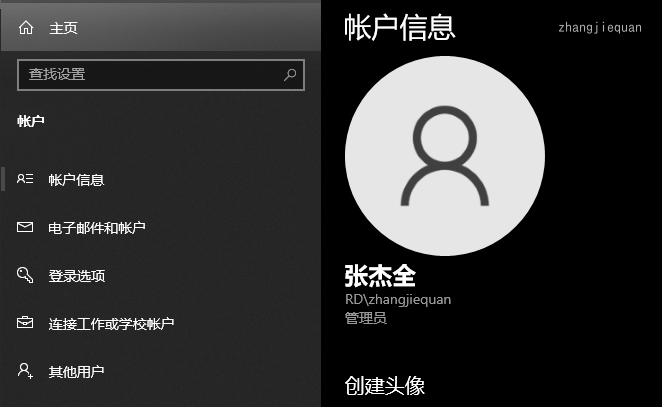 主页
查找设置
帐户
帐户信息
电子邮件和帐户
登录选项
连接工作或学校帐户
其他用户
帐户信息
zhangjiequan
张杰全
RD\zhangjiequan
管理员
创建头像